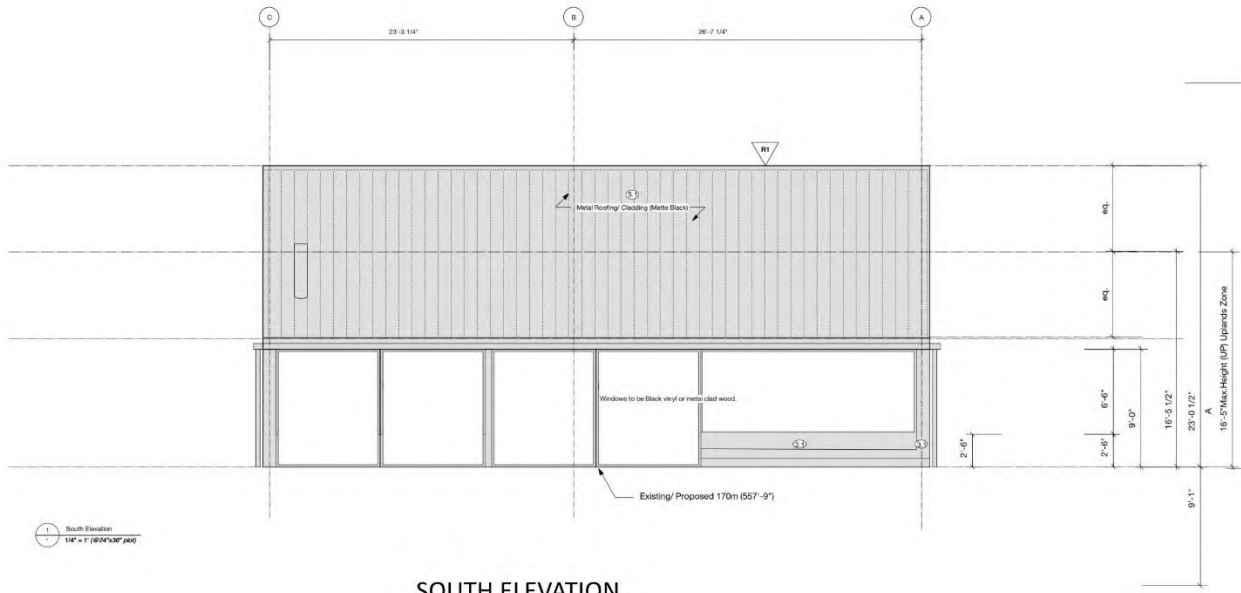 C
B
A
23'-3 1/4"
26'-7 1/4"
R1
3.1
Metal Roofing/ Cladding (Matte Black)
eq.
eq.
Windows to be Black vinyl or metal clad wood.
3.1
3.1
2'-6"
6'-6"
2'-6"
9'-0"
16'-5 1/2"
23'-0 1/2"
A
16'-5"Max.Height (UP) Uplands Zone
9'-1"
Existing/ Proposed 170m (557'-9")
1
-
South Elevation
1/4" = 1' (@24"x36" plot)
SOUTH ELEVATION